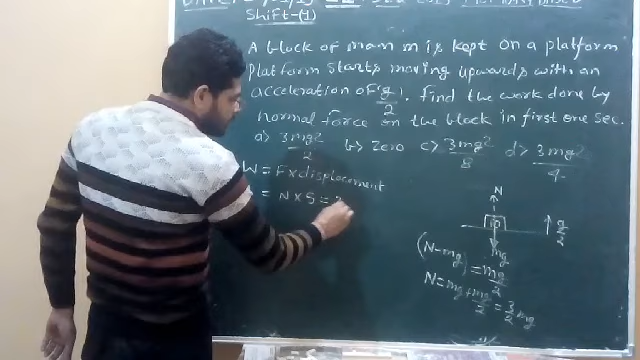 Shift-(1)
A block of mass m is kept on a platform
Platform starts moving upwards with an
acceleration of g/2. Find the work done by
normal force on the block in first one sec.
a> 3mg2/2 b> Zero c> 3mg2/8 d> 3mg2/4
W = F×displacement
= N×S =
N
m
g/2
mg
(N-mg) = mg/2
N=mg+mg/2 = 3/2 mg